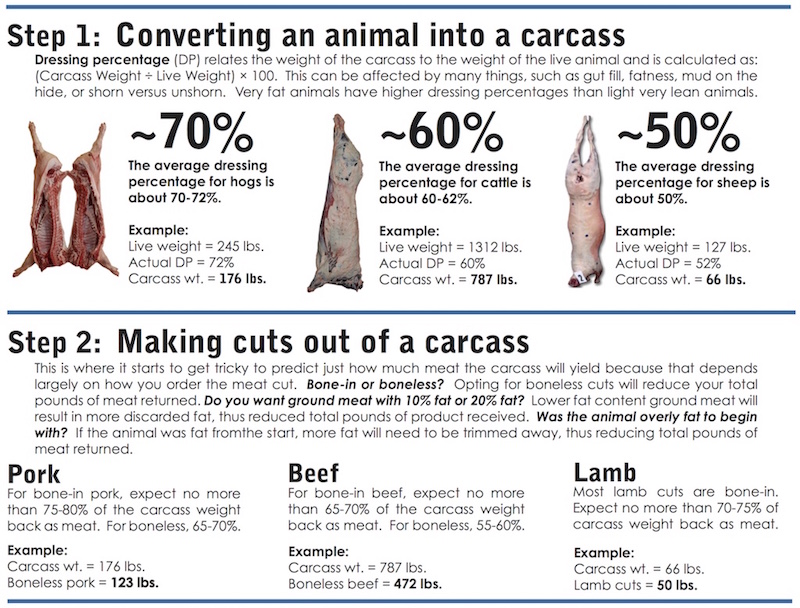 Step 1: Converting an animal into a carcass
Dressing percentage (DP) relates the weight of the carcass to the weight of the live animal and is calculated as:
(Carcass Weight ÷ Live Weight) × 100. This can be affected by many things, such as gut fill, fatness, mud on the
hide, or shorn versus unshorn. Very fat animals have higher dressing percentages than light very lean animals.
~70%
The average dressing
percentage for hogs is
about 70-72%.
Example:
Live weight = 245 lbs.
Actual DP = 72%
Carcass wt. = 176 lbs.
~60%
The average dressing
percentage for cattle is
about 60-62%.
Example:
Live weight = 1312 lbs.
Actual DP = 60%
Carcass wt. = 787 lbs.
~50%
The average dressing
percentage for sheep is
about 50%.
Example:
Live weight = 127 lbs.
Actual DP = 52%
Carcass wt. = 66 lbs.
Step 2: Making cuts out of a carcass
This is where it starts to get tricky to predict just how much meat the carcass will yield because that depends
largely on how you order the meat cut. Bone-in or boneless? Opting for boneless cuts will reduce your total
pounds of meat returned. Do you want ground meat with 10% fat or 20% fat? Lower fat content ground meat will
result in more discarded fat, thus reduced total pounds of product received. Was the animal overly fat to begin
with? If the animal was fat fromthe start, more fat will need to be trimmed away, thus reducing total pounds of
meat returned.
Pork
For bone-in pork, expect no more
than 75-80% of the carcass weight
back as meat. For boneless, 65-70%.
Example:
Carcass wt. = 176 lbs.
Boneless pork = 123 lbs.
Beef
For bone-in beef, expect no more
than 65-70% of the carcass weight
back as meat. For boneless, 55-60%.
Example:
Carcass wt. = 787 lbs.
Boneless beef = 472 lbs.
Lamb
Most lamb cuts are bone-in.
Expect no more than 70-75% of
carcass weight back as meat.
Example:
Carcass wt. = 66 lbs.
Lamb cuts = 50 lbs.